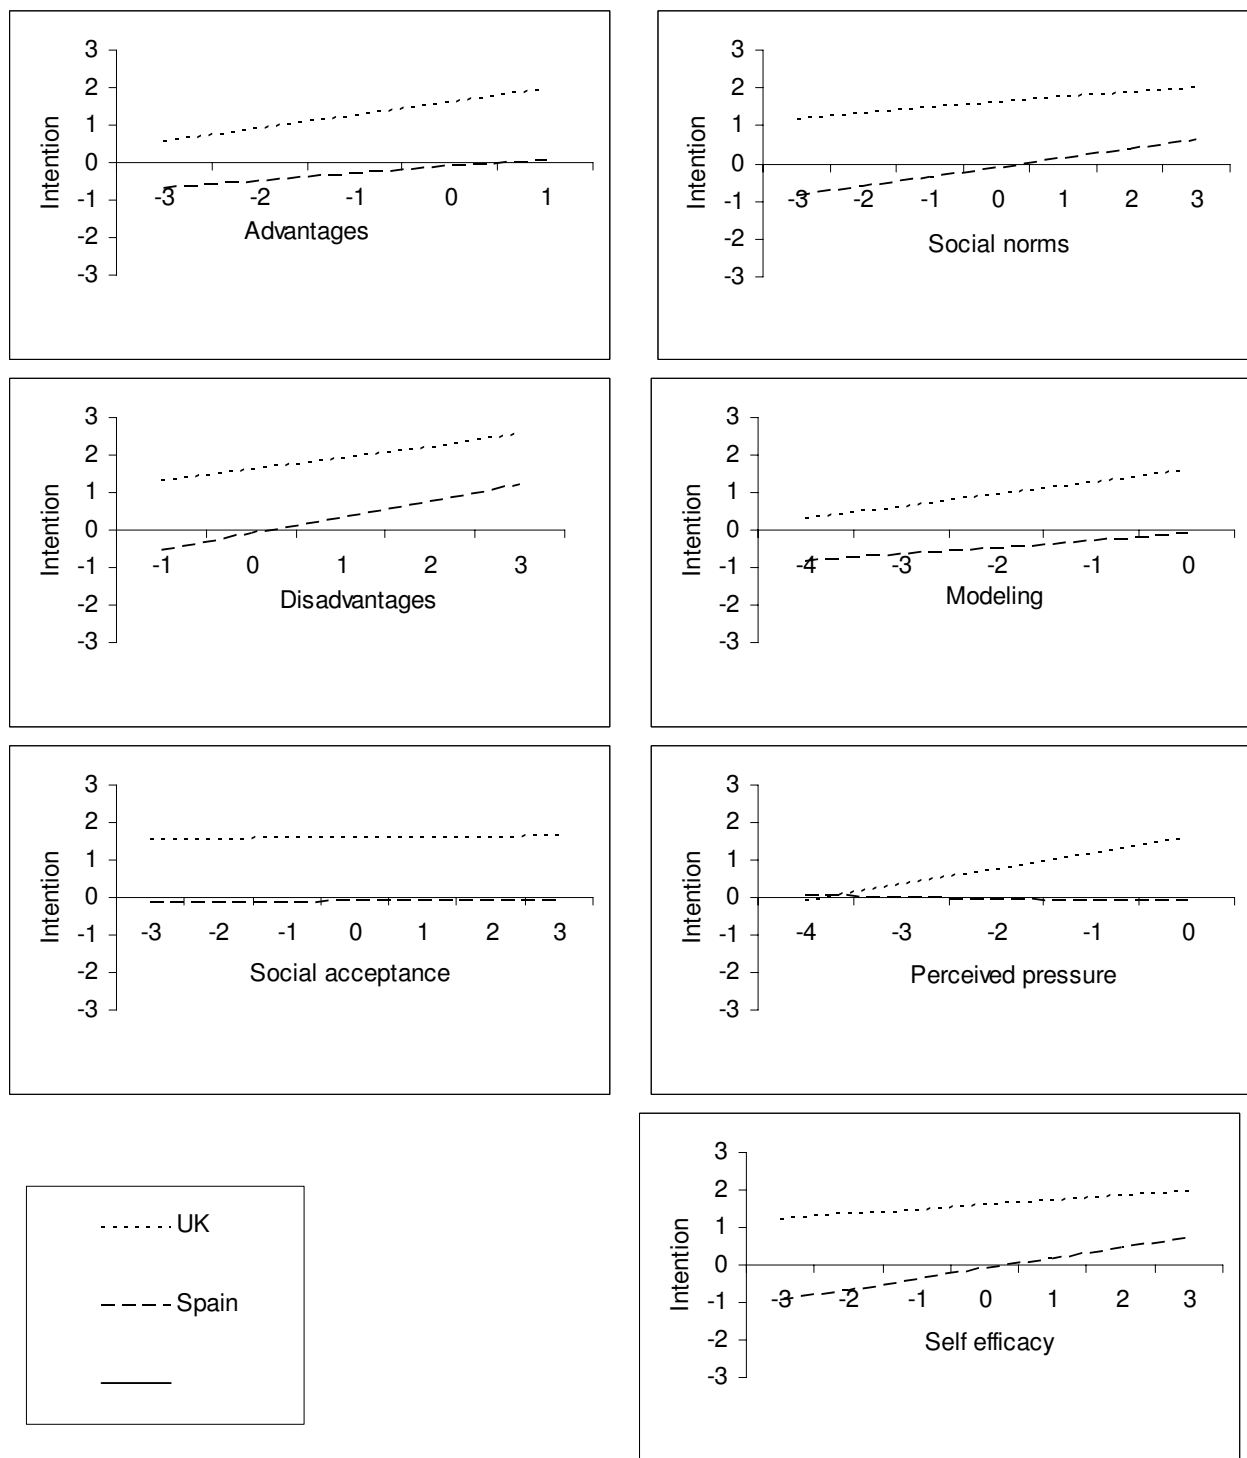 3
2
1
0
-1
-2
-3
Intention
-3 -2 -1 0 1
Advantages
3
2
1
0
-1
-2
-3
Intention
-3 -2 -1 0 1 2 3
Social norms
3
2
1
0
-1
-2
-3
Intention
-1 0 1 2 3
Disadvantages
3
2
1
0
-1
-2
-3
Intention
-4 -3 -2 -1 0
Modeling
3
2
1
0
-1
-2
-3
Intention
-3 -2 -1 0 1 2 3
Social acceptance
3
2
1
0
-1
-2
-3
Intention
-4 -3 -2 -1 0
Perceived pressure
UK
Spain
3
2
1
0
-1
-2
-3
Intention
-3 -2 -1 0 1 2 3
Self efficacy